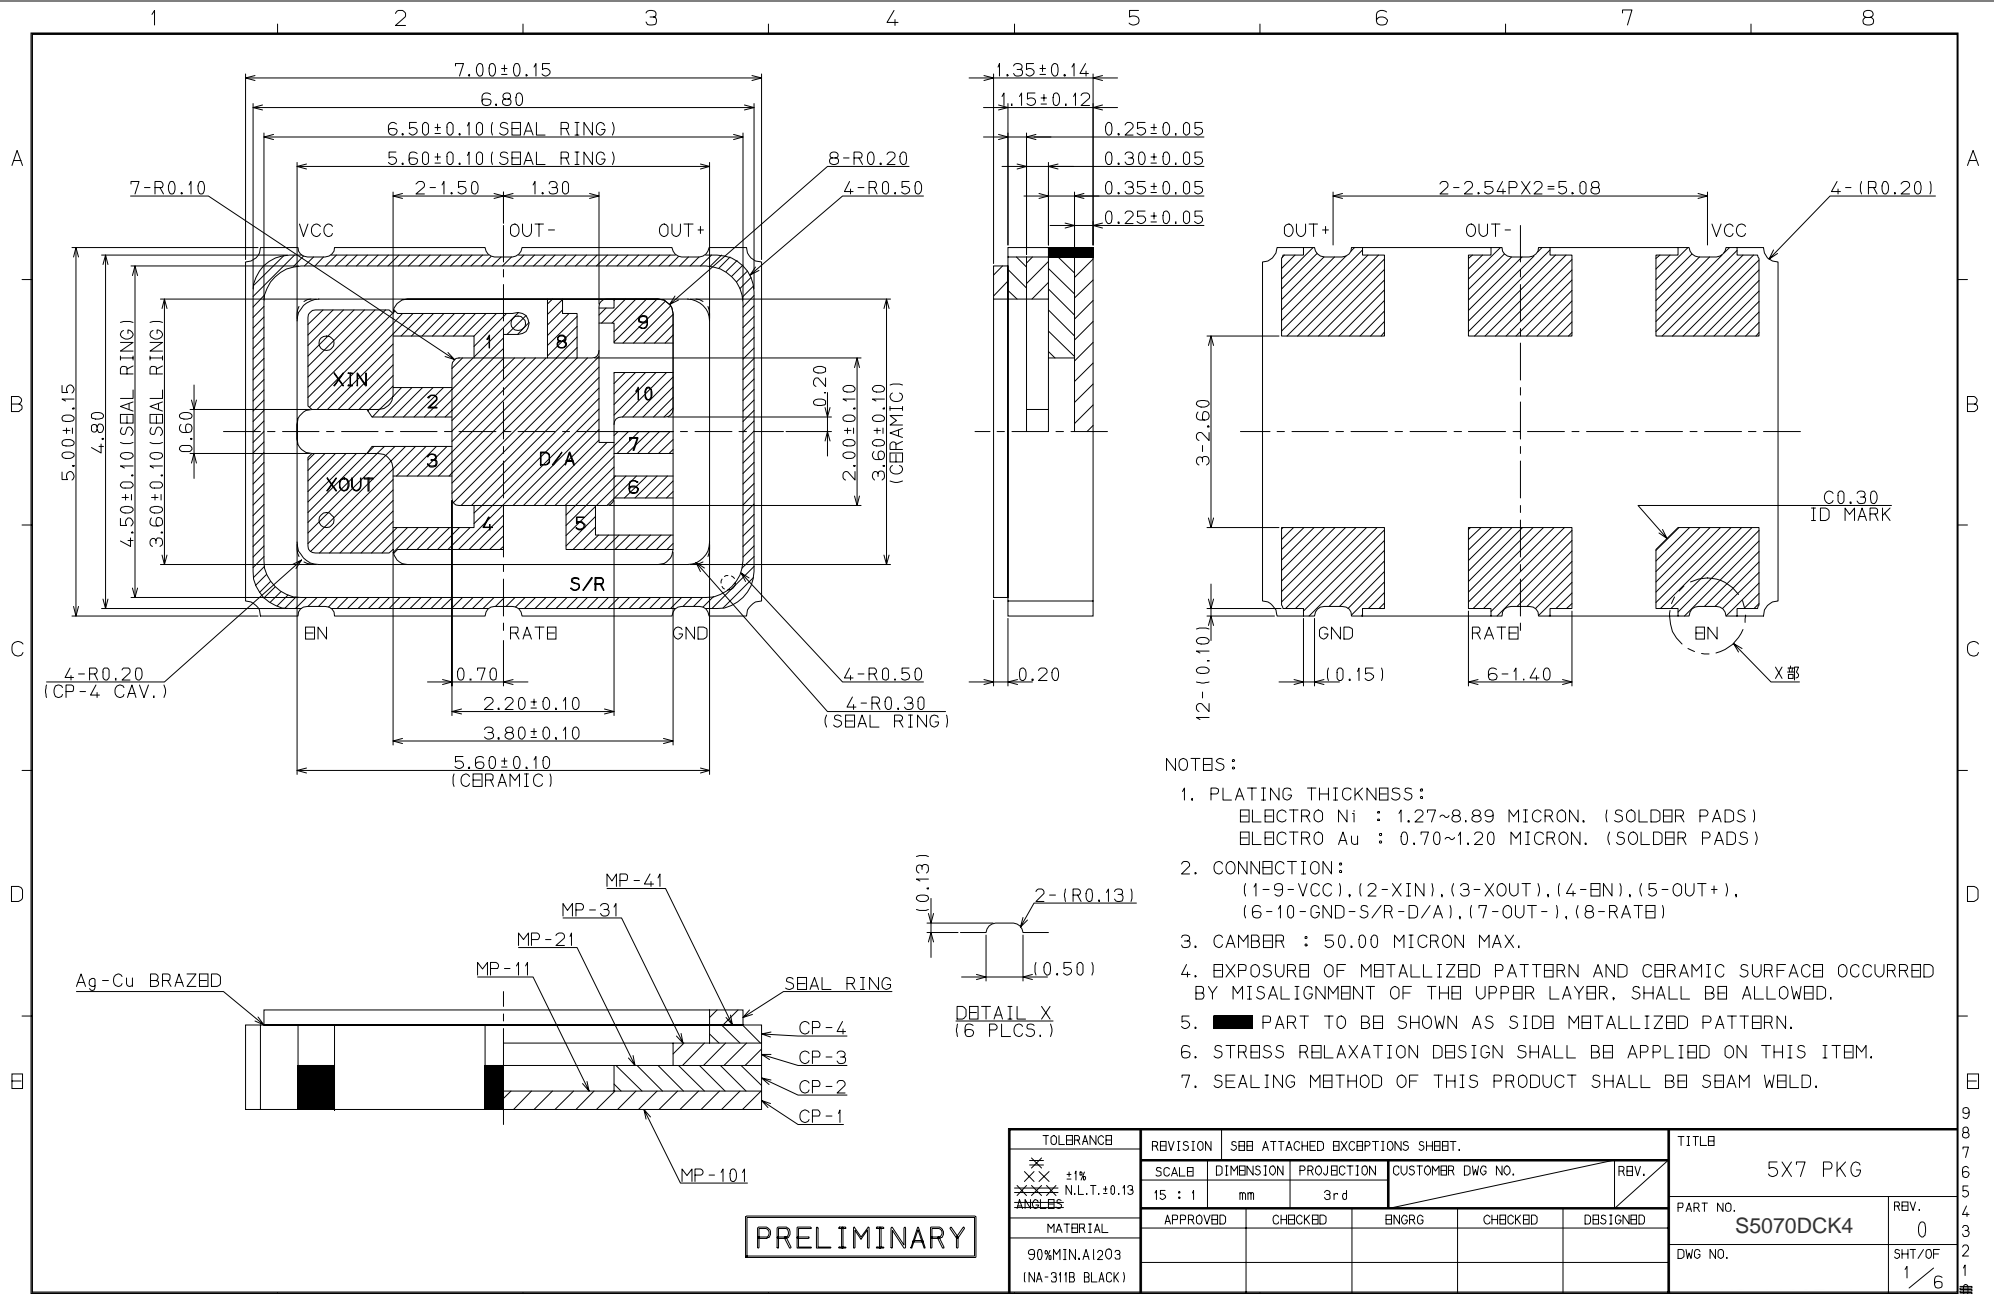 1 2 3 4 5 6 7 8
A
B
C
D
E
A
B
C
D
E
7.00±0.15
6.80
6.50±0.10(SEAL RING)
5.60±0.10(SEAL RING)
2-1.50
1.30
7-R0.10
8-R0.20
4-R0.50
VCC
OUT-
OUT+
5.00±0.15
4.80
4.50±0.10(SEAL RING)
3.60±0.10(SEAL RING)
0.60
XIN
XOUT
1
2
3
4
5
6
7
8
9
10
D/A
S/R
0.20
2.00±0.10
3.60±0.10
(CERAMIC)
EN
RATE
GND
4-R0.20
(CP-4 CAV.)
0.70
2.20±0.10
3.80±0.10
5.60±0.10
(CERAMIC)
4-R0.50
4-R0.30
(SEAL RING)
1.35±0.14
1.15±0.12
0.25±0.05
0.30±0.05
0.35±0.05
0.25±0.05
0.20
2-2.54PX2=5.08
4-(R0.20)
OUT+
OUT-
VCC
3-2.60
C0.30
ID MARK
12-(0.10)
GND
RATE
EN
(0.15)
6-1.40
X部
NOTES:
1. PLATING THICKNESS:
ELECTRO Ni : 1.27~8.89 MICRON. (SOLDER PADS)
ELECTRO Au : 0.70~1.20 MICRON. (SOLDER PADS)
2. CONNECTION:
(1-9-VCC),(2-XIN),(3-XOUT),(4-EN),(5-OUT+),
(6-10-GND-S/R-D/A),(7-OUT-),(8-RATE)
3. CAMBER : 50.00 MICRON MAX.
4. EXPOSURE OF METALLIZED PATTERN AND CERAMIC SURFACE OCCURRED
BY MISALIGNMENT OF THE UPPER LAYER, SHALL BE ALLOWED.
5. PART TO BE SHOWN AS SIDE METALLIZED PATTERN.
6. STRESS RELAXATION DESIGN SHALL BE APPLIED ON THIS ITEM.
7. SEALING METHOD OF THIS PRODUCT SHALL BE SEAM WELD.
MP-41
MP-31
MP-21
MP-11
Ag-Cu BRAZED
SEAL RING
CP-4
CP-3
CP-2
CP-1
MP-101
(0.13)
2-(R0.13)
(0.50)
DETAIL X
(6 PLCS.)
PRELIMINARY
TOLERANCE
X
XX ±1%
XXX N.L.T.±0.13
ANGLES
MATERIAL
90%MIN.Al2O3
(NA-311B BLACK)
REVISION SEE ATTACHED EXCEPTIONS SHEET.
SCALE DIMENSION PROJECTION CUSTOMER DWG NO. REV.
15 : 1 mm 3rd
APPROVED CHECKED ENGRG CHECKED DESIGNED
TITLE
5X7 PKG
PART NO.
S5070DCK4
REV.
0
DWG NO.
SHT/OF
1/6
9
8
7
6
5
4
3
2
1